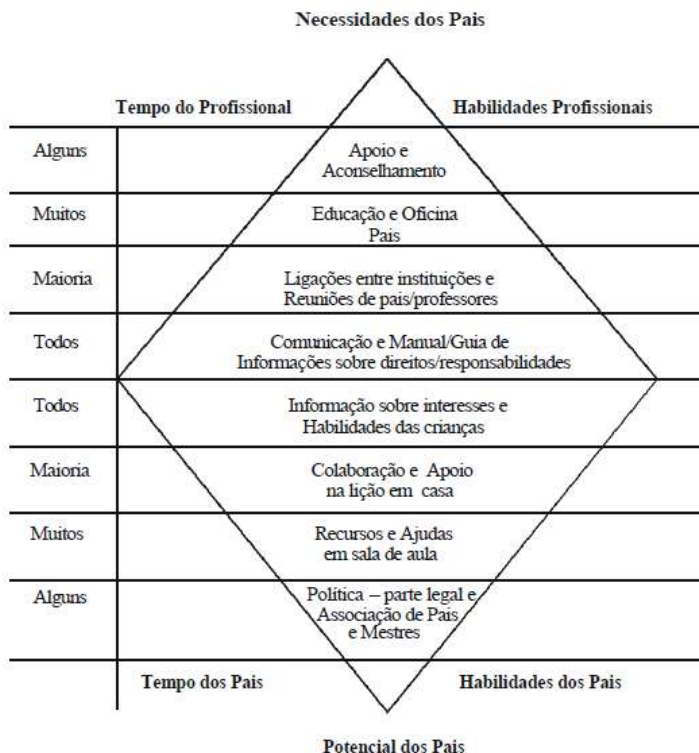 Necessidades dos Pais
Tempo do Profissional
Habilidades Profissionais
Alguns
Apoio e
Aconselhamento
Muitos
Educação e Oficina
Pais
Maioria
Ligações entre instituições e
Reuniões de pais/professores
Todos
Comunicação e Manual/Guia de
Informações sobre direitos/responsabilidades
Todos
Informação sobre interesses e
Habilidades das crianças
Maioria
Colaboração e Apoio
na lição em casa
Muitos
Recursos e Ajudas
em sala de aula
Alguns
Política – parte legal e
Associação de Pais
e Mestres
Tempo dos Pais
Habilidades dos Pais
Potencial dos Pais